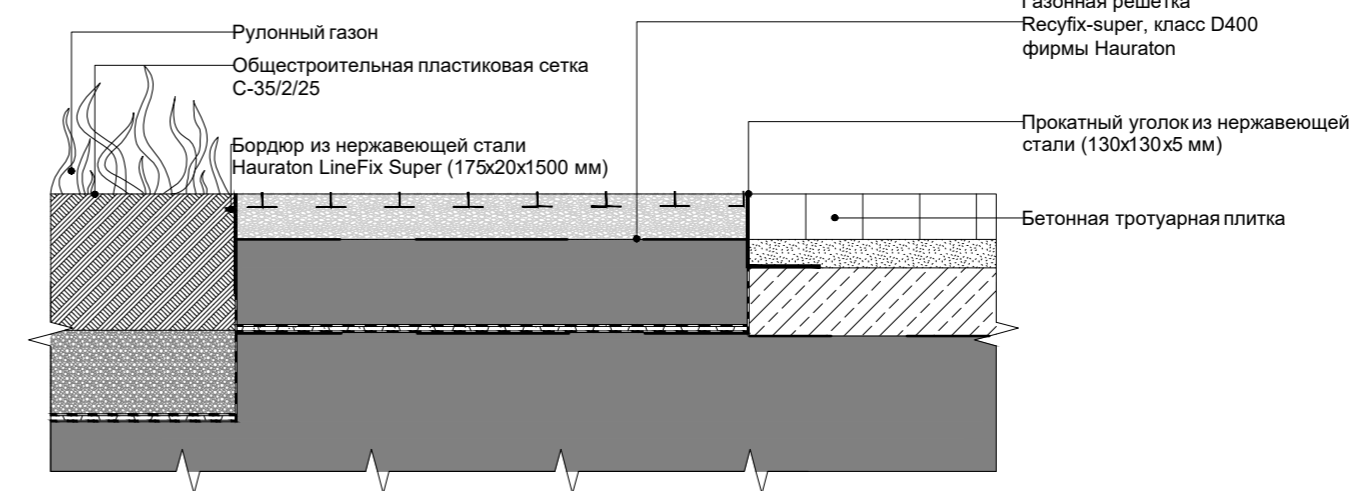 Рулонный газон
Общестроительная пластиковая сетка
С-35/2/25
Бордюр из нержавеющей стали
Hauraton LineFix Super (175x20x1500 мм)
Газонная решетка
Recyfix-super, класс D400
фирмы Hauraton
Прокатный уголок из нержавеющей
стали (130x130x5 мм)
Бетонная тротуарная плитка